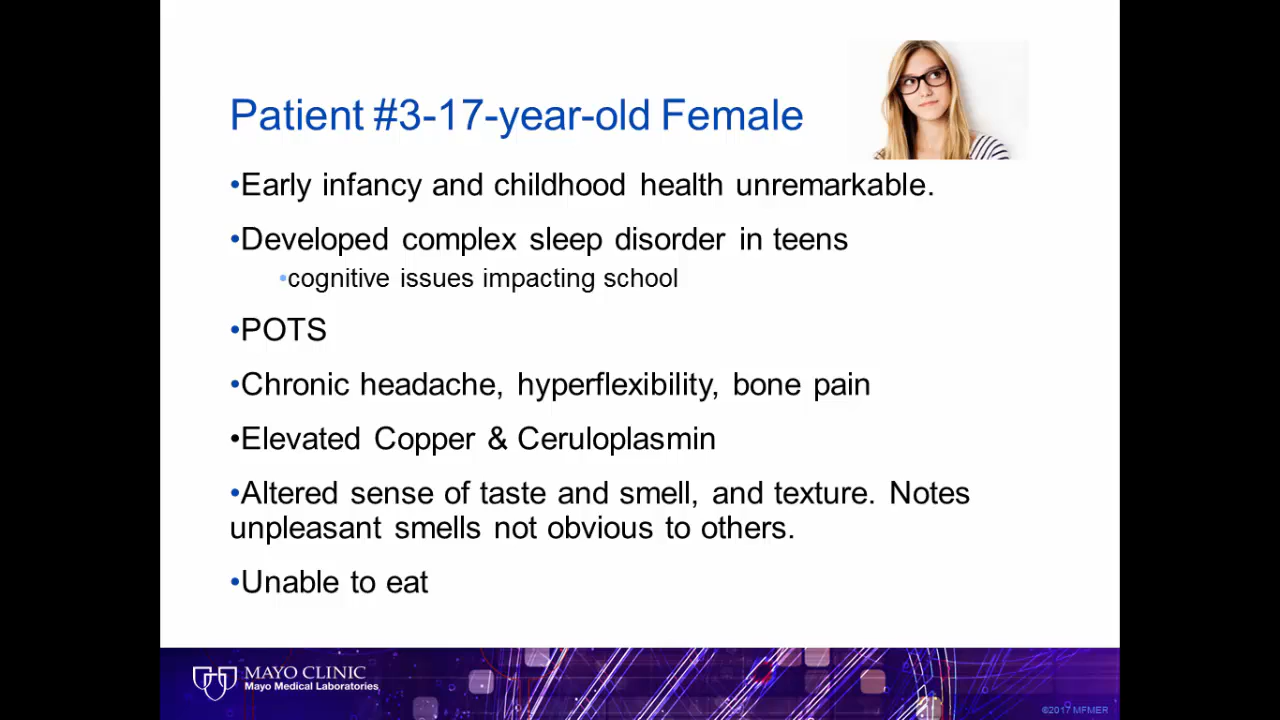 Patient #3-17-year-old Female
•Early infancy and childhood health unremarkable.
•Developed complex sleep disorder in teens
•cognitive issues impacting school
•POTS
•Chronic headache, hyperflexibility, bone pain
•Elevated Copper & Ceruloplasmin
•Altered sense of taste and smell, and texture. Notes
unpleasant smells not obvious to others.
•Unable to eat
MAYO CLINIC
Mayo Medical Laboratories
©2017 MFMER